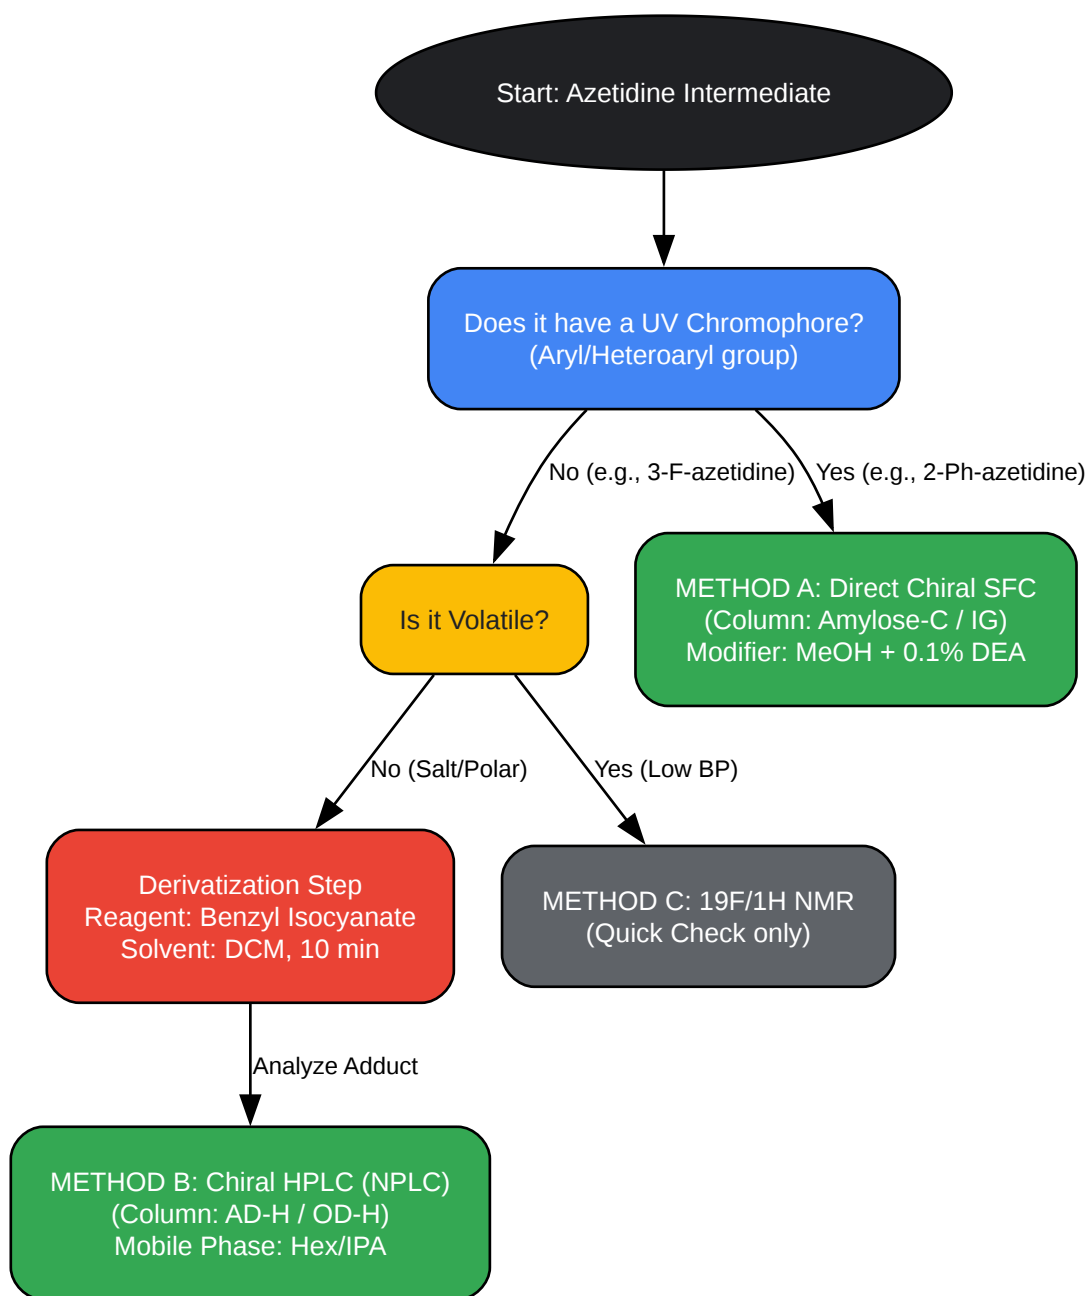 Start: Azetidine Intermediate
Does it have a UV Chromophore?
(Aryl/Heteroaryl group)
No (e.g., 3-F-azetidine)
Yes (e.g., 2-Ph-azetidine)
METHOD A: Direct Chiral SFC
(Column: Amylose-C / IG)
Modifier: MeOH + 0.1% DEA
Is it Volatile?
No (Salt/Polar)
Yes (Low BP)
Derivatization Step
Reagent: Benzyl Isocyanate
Solvent: DCM, 10 min
METHOD C: 19F/1H NMR
(Quick Check only)
Analyze Adduct
METHOD B: Chiral HPLC (NPLC)
(Column: AD-H / OD-H)
Mobile Phase: Hex/IPA